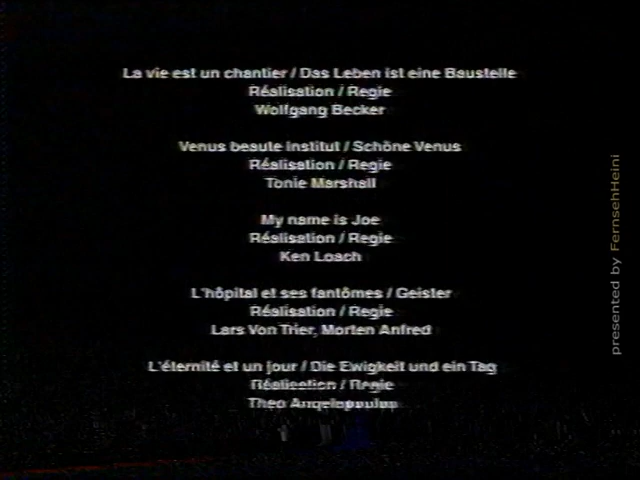 La vie est un chantier / Das Leben ist eine Baustelle
Réalisation / Regie
Wolfgang Becker
Venus beaute institut / Schöne Venus
Réalisation / Regie
Tonie Marshall
My name is Joe
Réalisation / Regie
Ken Loach
L'hôpital et ses fantômes / Geister
Réalisation / Regie
Lars Von Trier, Morten Anfred
L'éternité et un jour / Die Ewigkeit und ein Tag
Réalisation / Regie
Theo Angelopoulos
presented by FernsehHeini